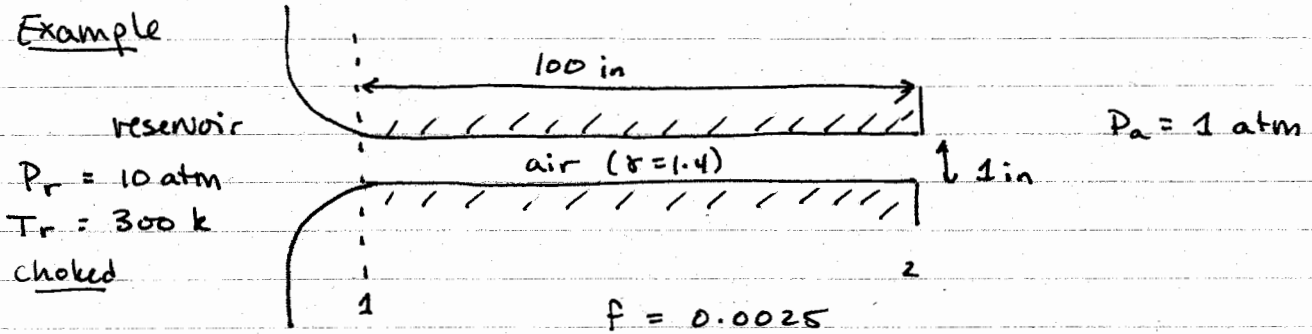 Example
100 in
reservoir
Pr = 10 atm
Tr = 300 k
choked
air (γ=1.4)
1 in
Pa = 1 atm
1
2
f = 0.0025